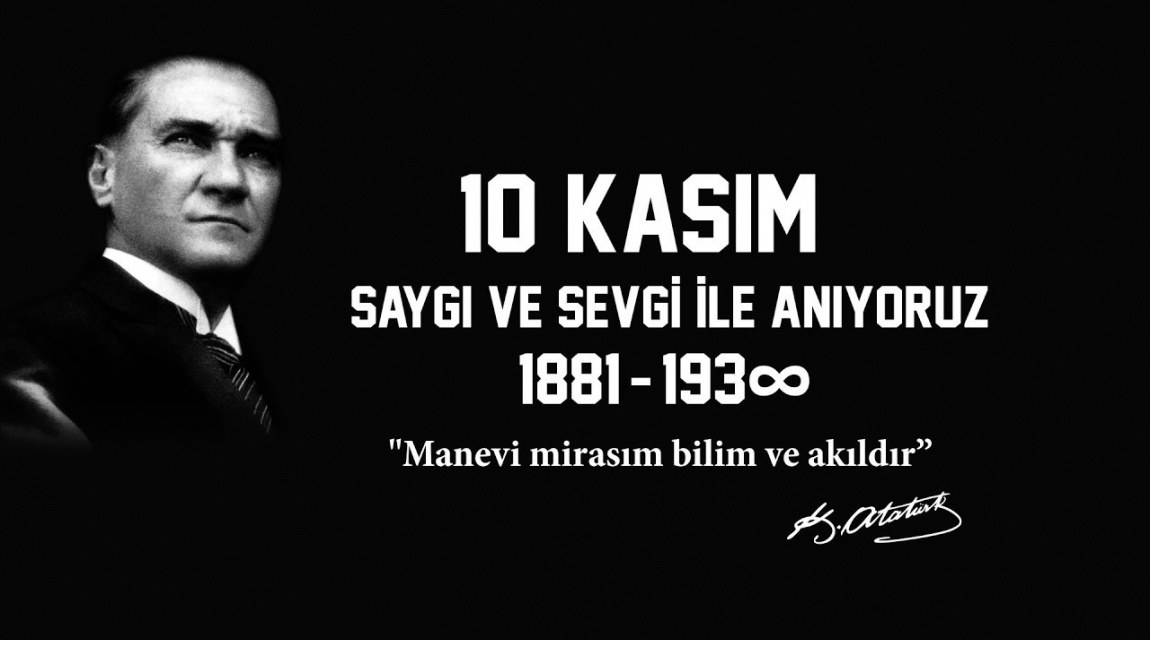 10 KASIM
SAYGI VE SEVGİ İLE ANIYORUZ
1881 - 193∞
"Manevi mirasım bilim ve akıldır”
K. Atatürk